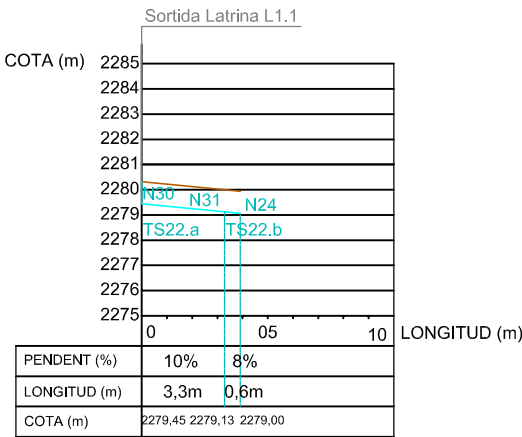 Sortida Latrina L1.1
COTA (m)
2285
2284
2283
2282
2281
2280
2279
2278
2277
2276
2275
N30 N31 N24
TS22.a TS22.b
0 05 10 LONGITUD (m)
PENDENT (%) 10% 8%
LONGITUD (m) 3,3m 0,6m
COTA (m) 2279,45 2279,13 2279,00